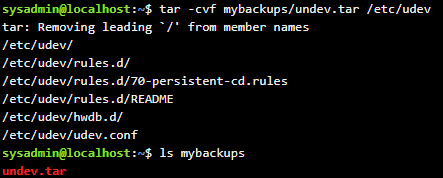 sysadmin@localhost:~$ tar -cvf mybackups/undev.tar /etc/udev
tar: Removing leading `/' from member names
/etc/udev/
/etc/udev/rules.d/
/etc/udev/rules.d/70-persistent-cd.rules
/etc/udev/rules.d/README
/etc/udev/hwdb.d/
/etc/udev/udev.conf
sysadmin@localhost:~$ ls mybackups
undev.tar